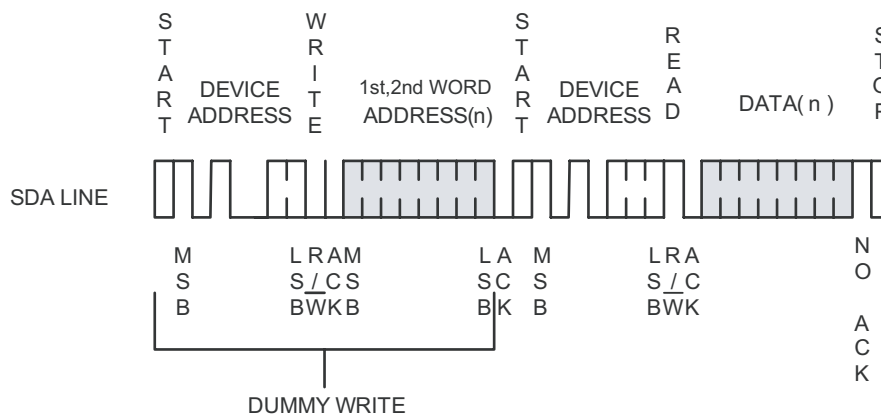 START
WRITE
START
READ
STOP
DEVICE
ADDRESS
1st,2nd WORD
ADDRESS(n)
DEVICE
ADDRESS
DATA( n )
SDA LINE
MSB
LSB
R/W
ACK
MSB
LSB
ACK
MSB
LSB
R/W
ACK
NO ACK
DUMMY WRITE